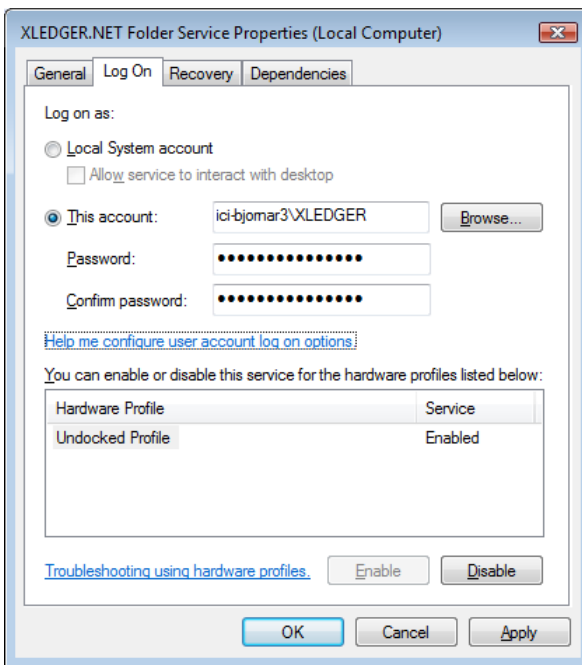 XLEDGER.NET Folder Service Properties (Local Computer)
General Log On Recovery Dependencies
Log on as:
Local System account
Allow service to interact with desktop
This account: ici-bjornar3\XLEDGER Browse...
Password: •••••••••••••••
Confirm password: •••••••••••••••
Help me configure user account log on options.
You can enable or disable this service for the hardware profiles listed below:
Hardware Profile Service
Undocked Profile Enabled
Troubleshooting using hardware profiles. Enable Disable
OK Cancel Apply